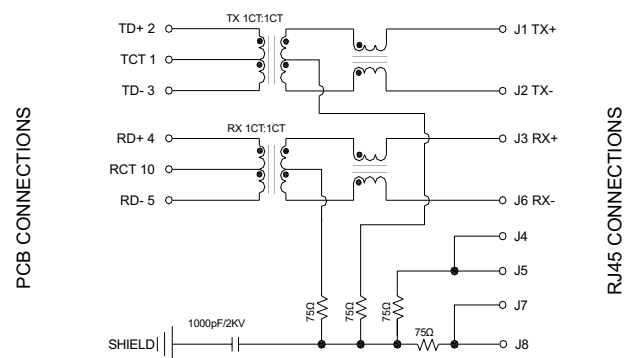 TX 1CT:1CT
TD+ 2
J1 TX+
TCT 1
TD- 3
J2 TX-
RX 1CT:1CT
RD+ 4
J3 RX+
RCT 10
RD- 5
J6 RX-
J4
J5
J7
J8
75Ω
75Ω
75Ω
75Ω
1000pF/2KV
SHIELD
PCB CONNECTIONS
RJ45 CONNECTIONS